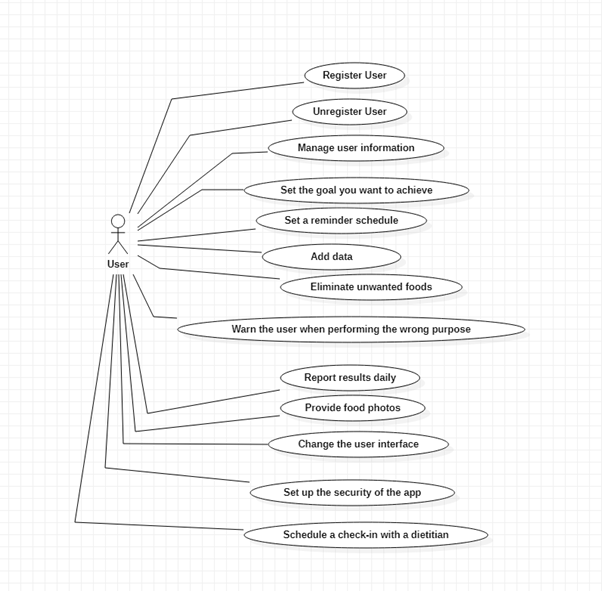 Register User
Unregister User
Manage user information
Set the goal you want to achieve
Set a reminder schedule
Add data
User
Eliminate unwanted foods
Warn the user when performing the wrong purpose
Report results daily
Provide food photos
Change the user interface
Set up the security of the app
Schedule a check-in with a dietitian